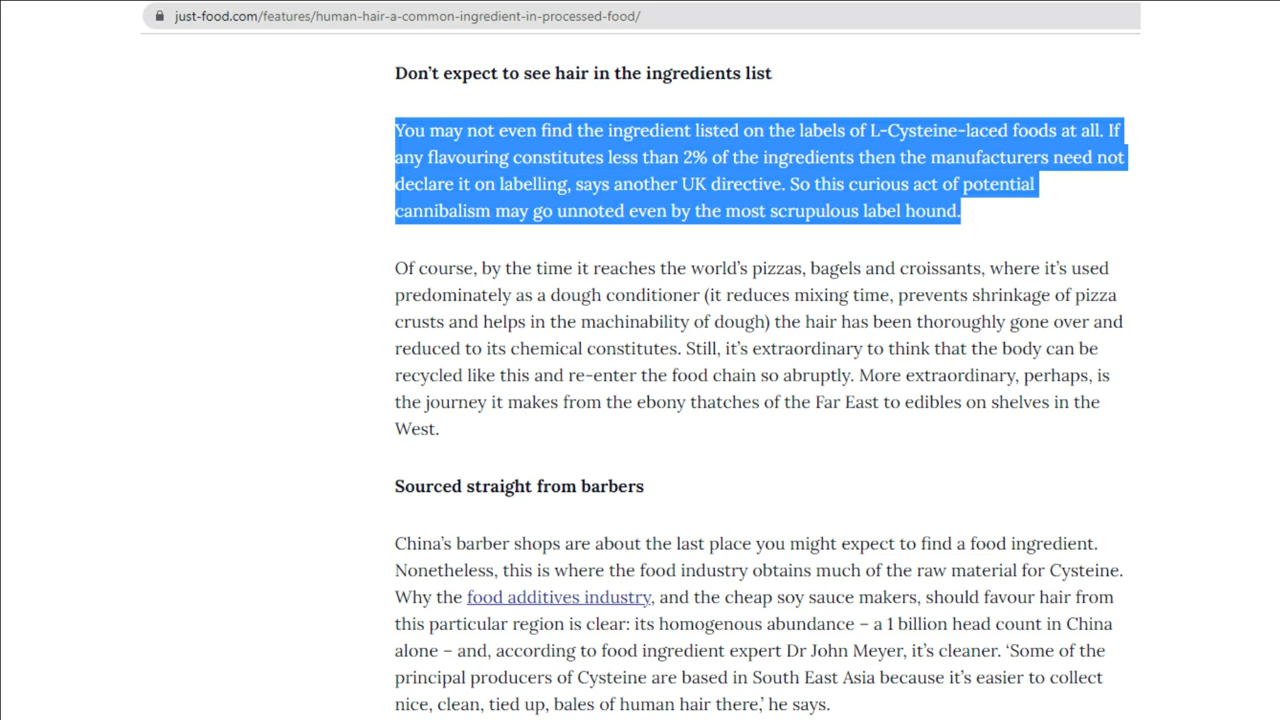 just-food.com/features/human-hair-a-common-ingredient-in-processed-food/
Don’t expect to see hair in the ingredients list
You may not even find the ingredient listed on the labels of L-Cysteine-laced foods at all. If
any flavouring constitutes less than 2% of the ingredients then the manufacturers need not
declare it on labelling, says another UK directive. So this curious act of potential
cannibalism may go unnoted even by the most scrupulous label hound.
Of course, by the time it reaches the world’s pizzas, bagels and croissants, where it’s used
predominately as a dough conditioner (it reduces mixing time, prevents shrinkage of pizza
crusts and helps in the machinability of dough) the hair has been thoroughly gone over and
reduced to its chemical constitutes. Still, it’s extraordinary to think that the body can be
recycled like this and re-enter the food chain so abruptly. More extraordinary, perhaps, is
the journey it makes from the ebony thatches of the Far East to edibles on shelves in the
West.
Sourced straight from barbers
China’s barber shops are about the last place you might expect to find a food ingredient.
Nonetheless, this is where the food industry obtains much of the raw material for Cysteine.
Why the food additives industry, and the cheap soy sauce makers, should favour hair from
this particular region is clear: its homogenous abundance – a 1 billion head count in China
alone – and, according to food ingredient expert Dr John Meyer, it’s cleaner. ‘Some of the
principal producers of Cysteine are based in South East Asia because it’s easier to collect
nice, clean, tied up, bales of human hair there,’ he says.